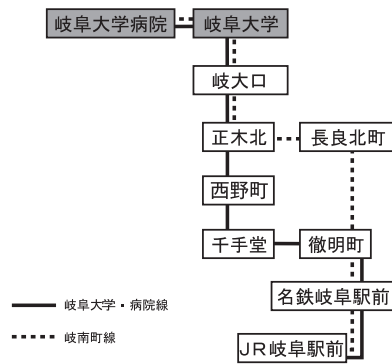 岐阜大学病院
岐阜大学
岐大口
正木北
長良北町
西野町
千手堂
徹明町
名鉄岐阜駅前
JR岐阜駅前
岐阜大学・病院線
岐南町線